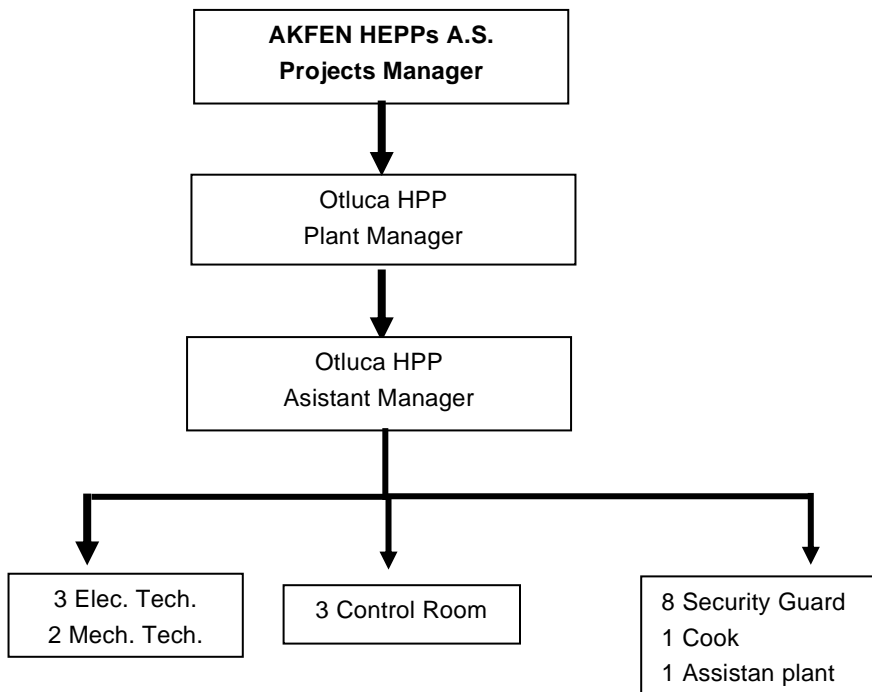 AKFEN HEPPs A.S.
Projects Manager
Otluca HPP
Plant Manager
Otluca HPP
Asistant Manager
3 Elec. Tech.
2 Mech. Tech.
3 Control Room
8 Security Guard
1 Cook
1 Assistan plant